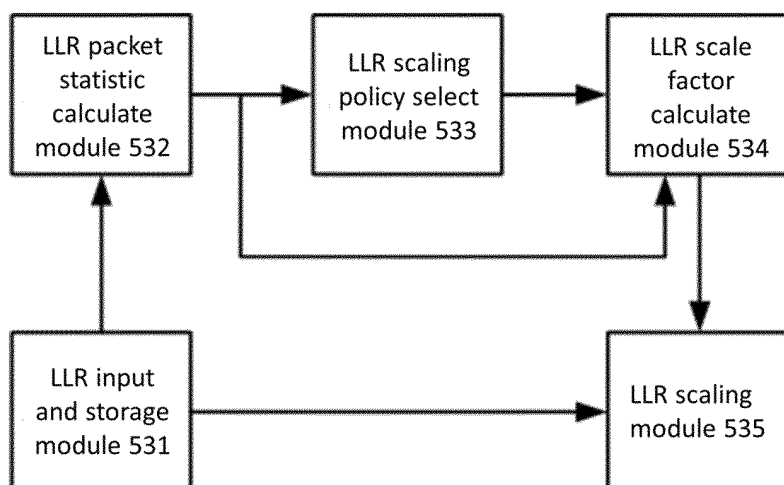 LLR packet
statistic
calculate
module 532
LLR scaling
policy select
module 533
LLR scale
factor
calculate
module 534
LLR input
and storage
module 531
LLR scaling
module 535